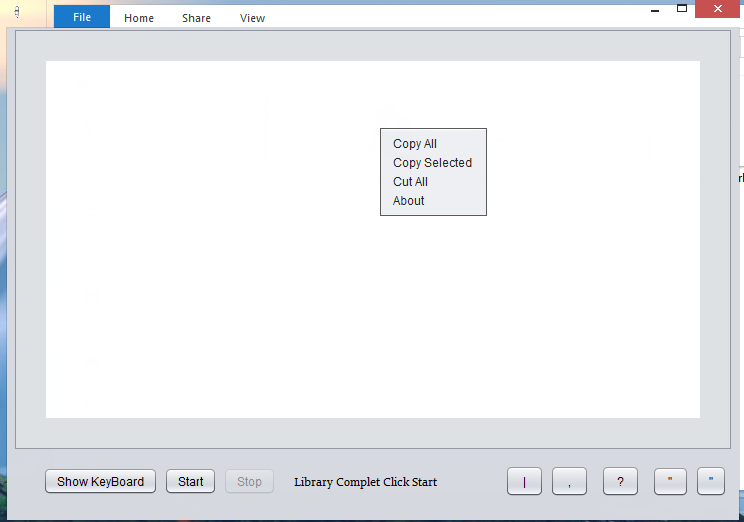 File Home Share View
Copy All
Copy Selected
Cut All
About
Show KeyBoard Start Stop Library Complet Click Start | , ? " "